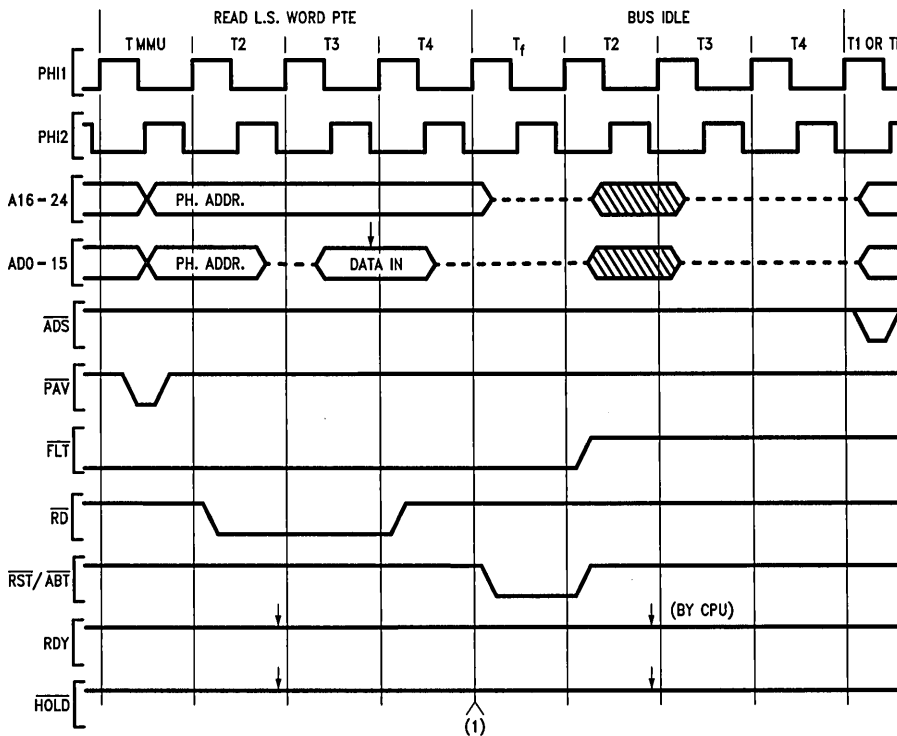 READ L.S. WORD PTE BUS IDLE
T MMU T2 T3 T4 Tf T2 T3 T4 T1 OR T
PHI1
PHI2
A16-24 PH. ADDR.
AD0-15 PH. ADDR. DATA IN
ADS
PAV
FLT
RD
RST/ABT
(BY CPU)
RDY
HOLD
(1)